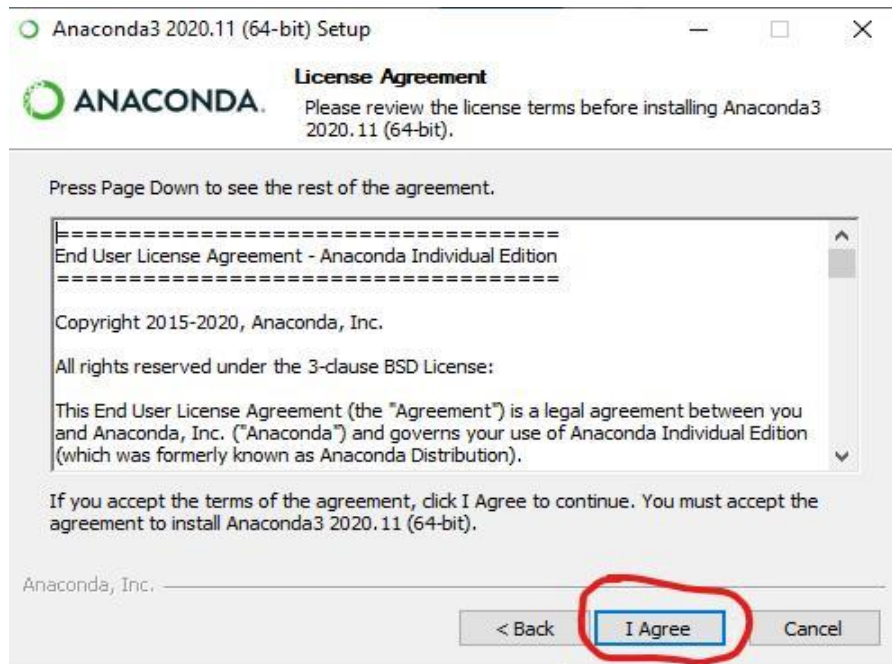 Anaconda3 2020.11 (64-bit) Setup
ANACONDA.
License Agreement
Please review the license terms before installing Anaconda3
2020.11 (64-bit).
Press Page Down to see the rest of the agreement.
===================================
End User License Agreement - Anaconda Individual Edition
===================================
Copyright 2015-2020, Anaconda, Inc.
All rights reserved under the 3-clause BSD License:
This End User License Agreement (the "Agreement") is a legal agreement between you
and Anaconda, Inc. ("Anaconda") and governs your use of Anaconda Individual Edition
(which was formerly known as Anaconda Distribution).
If you accept the terms of the agreement, click I Agree to continue. You must accept the
agreement to install Anaconda3 2020.11 (64-bit).
Anaconda, Inc.
< Back I Agree Cancel